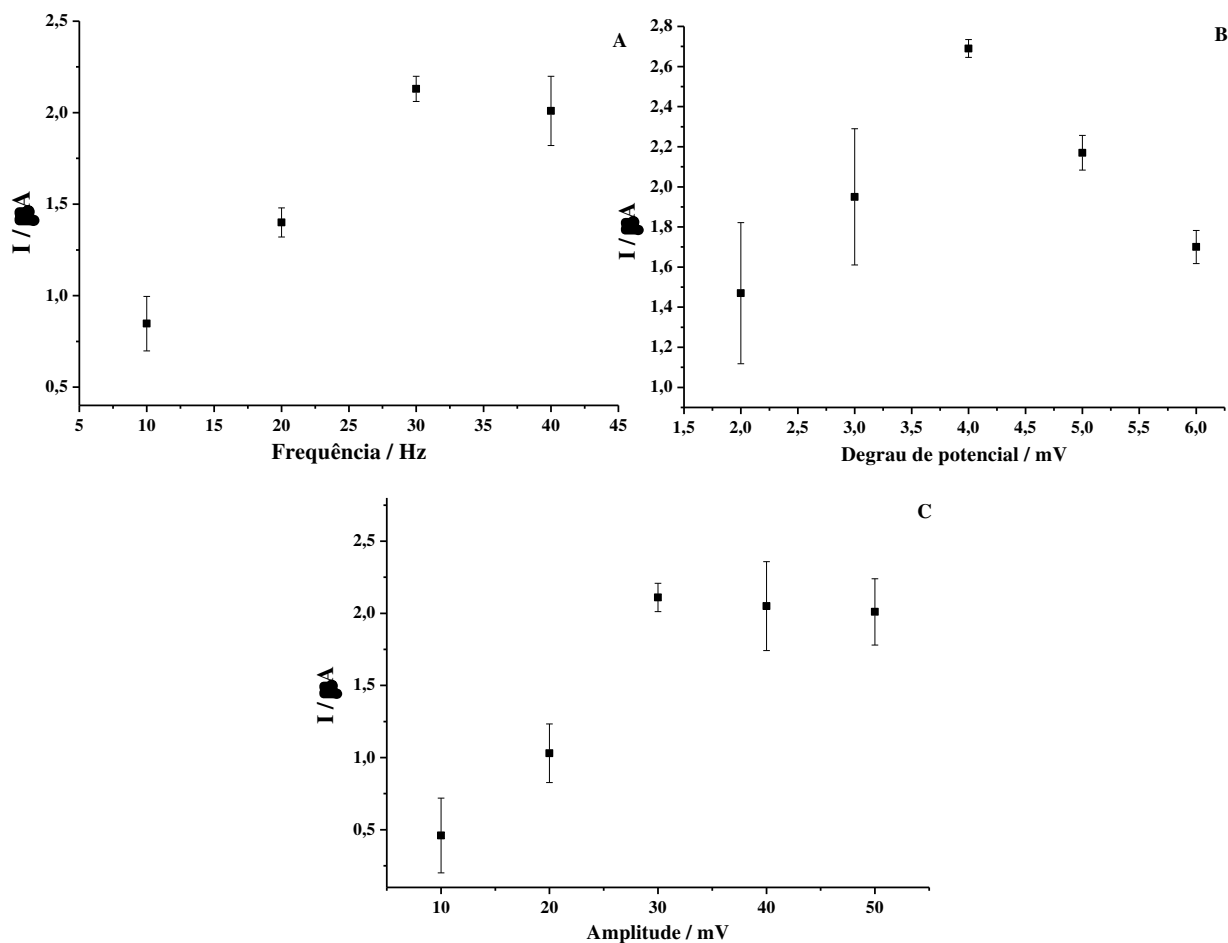 A
2,5
2,0
1,5
1,0
0,5
I /
A
5 10 15 20 25 30 35 40 45
Frequência / Hz
B
2,8
2,6
2,4
2,2
2,0
1,8
1,6
1,4
1,2
1,0
I /
A
1,5 2,0 2,5 3,0 3,5 4,0 4,5 5,0 5,5 6,0
Degrau de potencial / mV
C
2,5
2,0
1,5
1,0
0,5
I /
A
10 20 30 40 50
Amplitude / mV